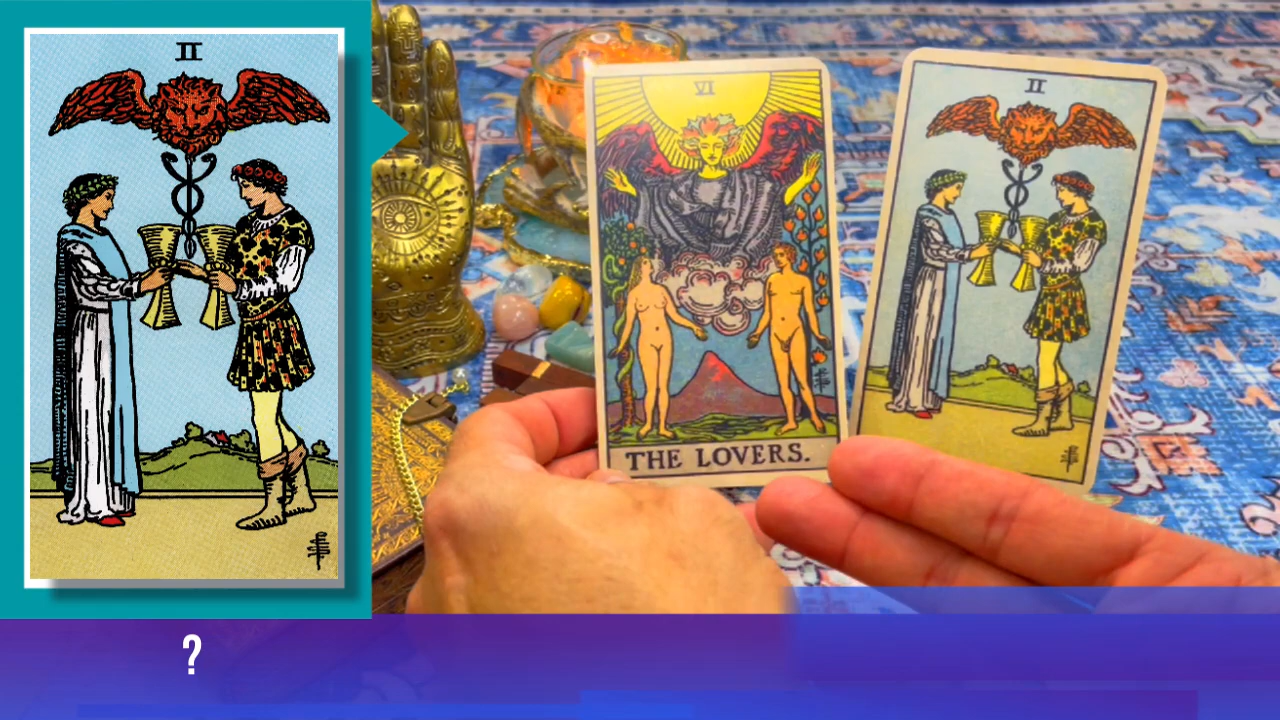 II
VI
II
THE LOVERS.
?